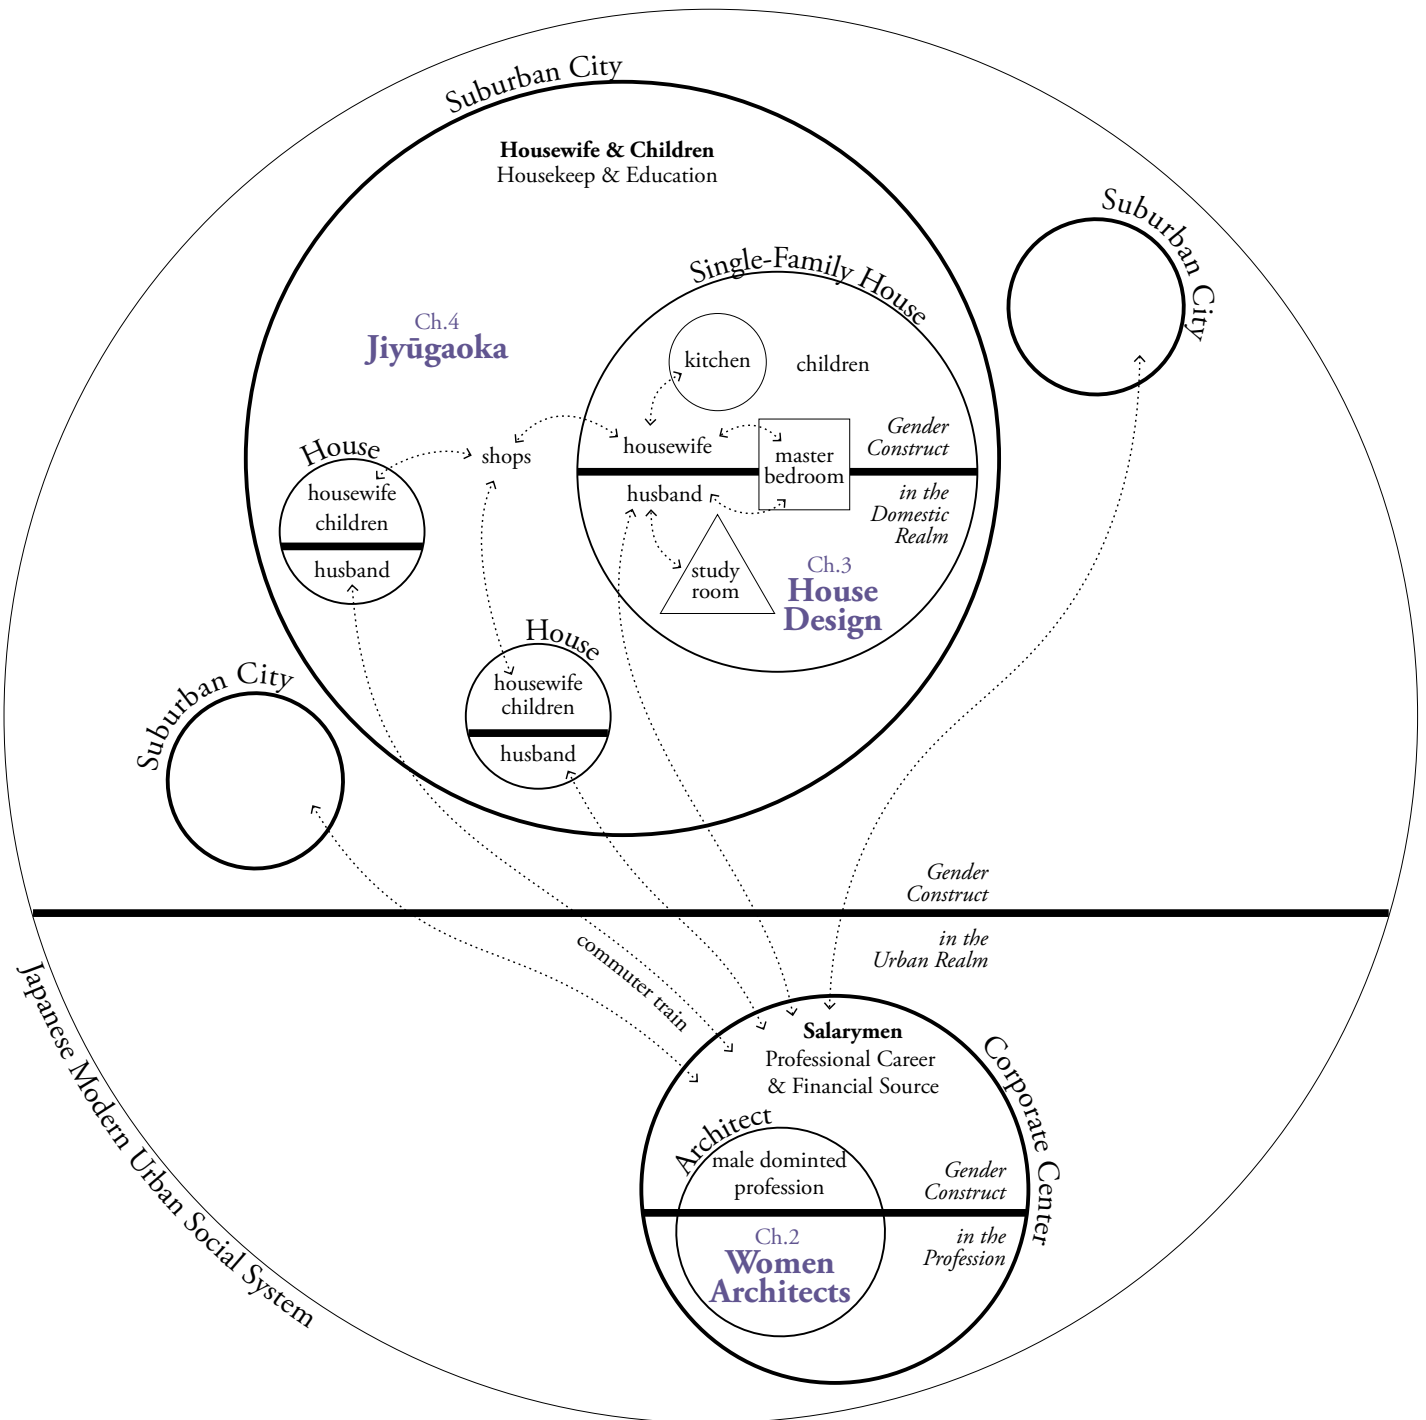 Suburban City
Housewife & Children
Housekeep & Education
Suburban City
Single-Family House
Ch.4
Jiyūgaoka
kitchen
children
House
shops
housewife
master
bedroom
Gender
Construct
housewife
children
husband
husband
in the
Domestic
Realm
study
room
Ch.3
House
Design
House
housewife
children
husband
Suburban City
Gender
Construct
in the
Urban Realm
commuter train
Japanese Modern Urban Social System
Salarymen
Professional Career
& Financial Source
Corporate Center
Architect
male dominted
profession
Gender
Construct
in the
Profession
Ch.2
Women
Architects